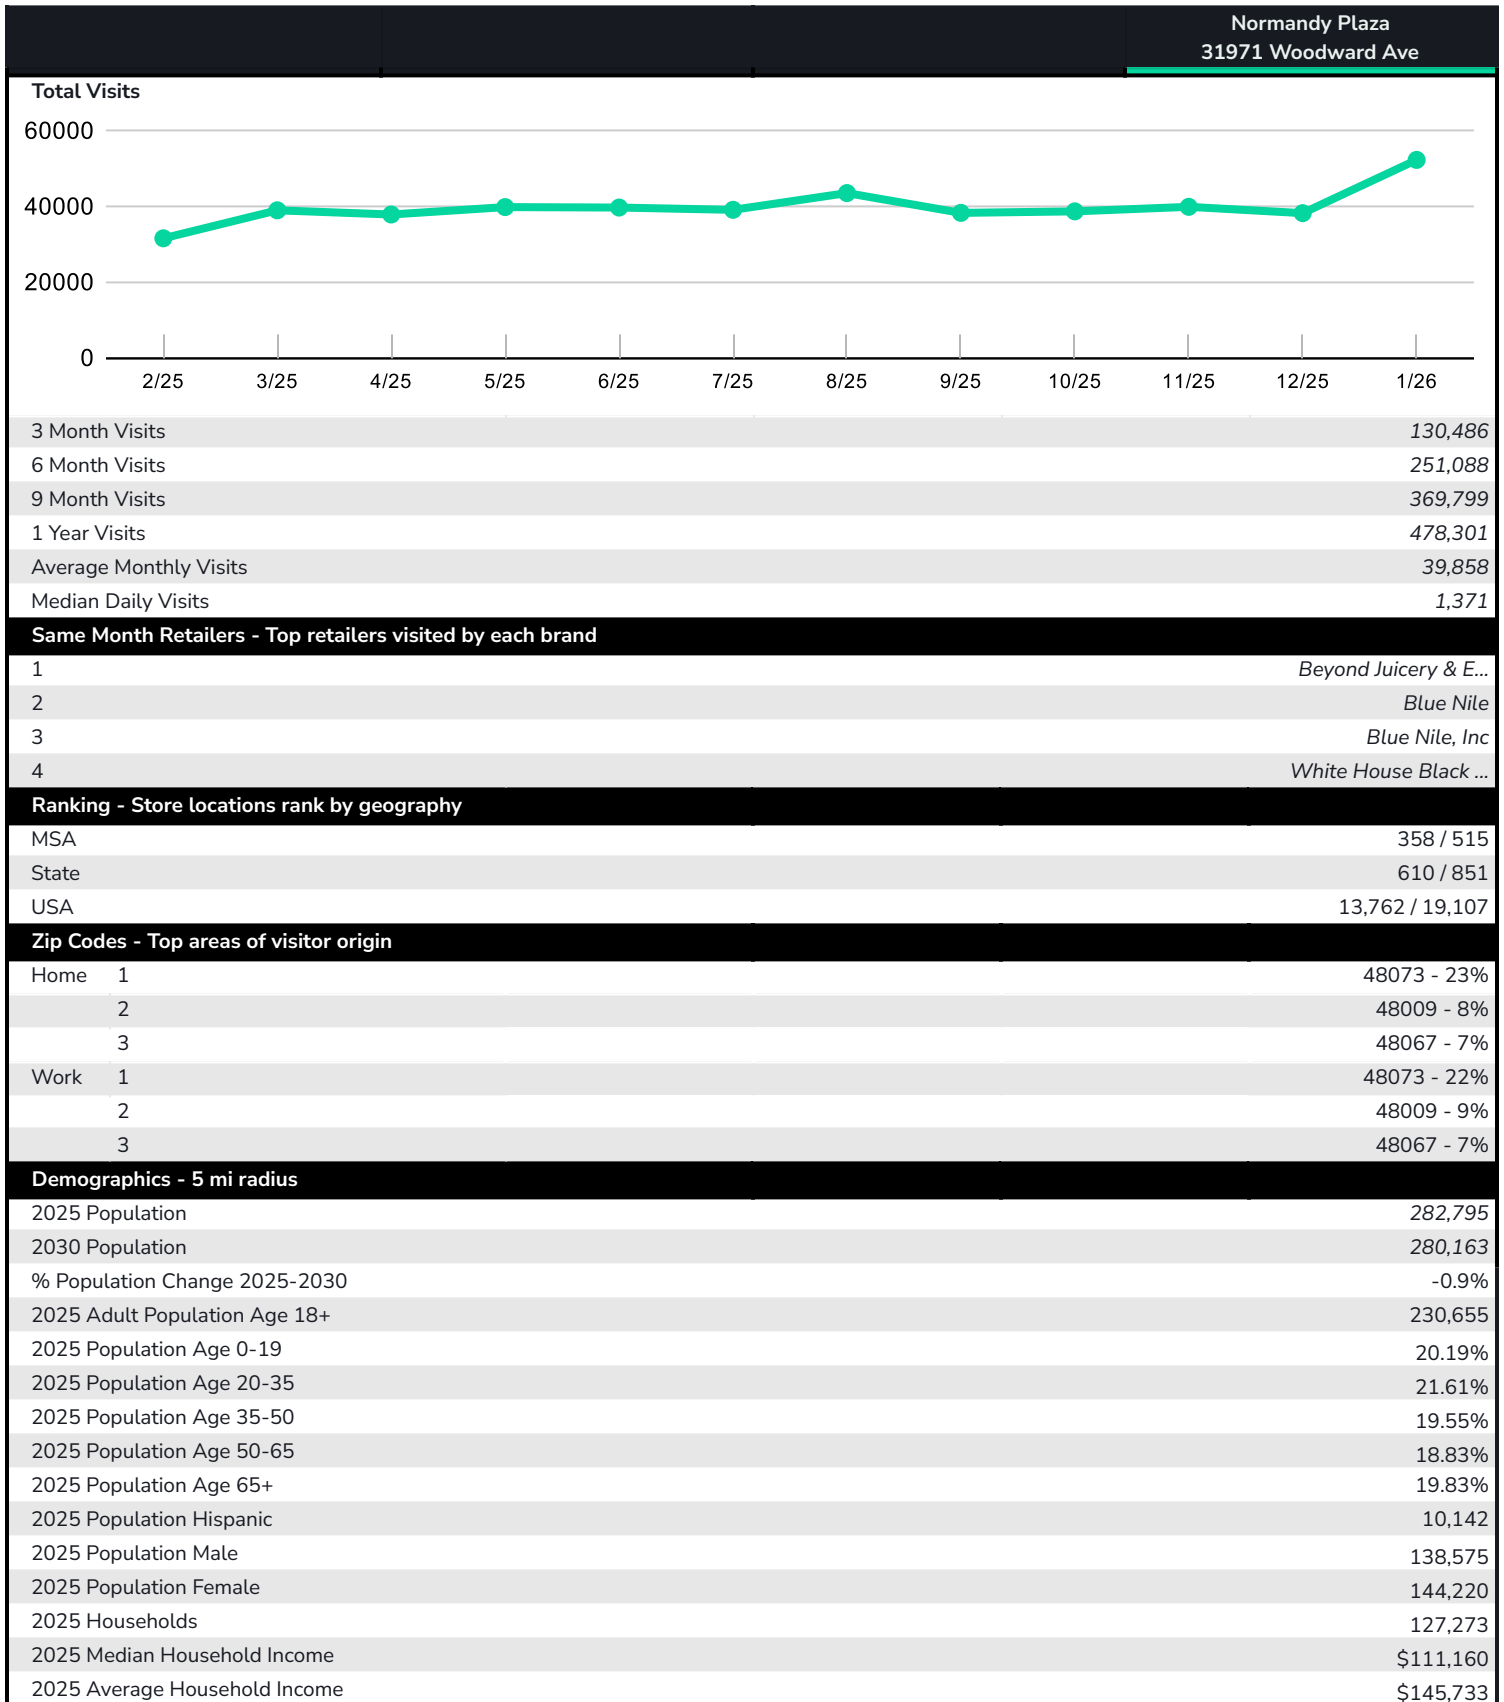 Normandy Plaza
31971 Woodward Ave
Total Visits
60000
40000
20000
0
2/25 3/25 4/25 5/25 6/25 7/25 8/25 9/25 10/25 11/25 12/25 1/26
3 Month Visits 130,486
6 Month Visits 251,088
9 Month Visits 369,799
1 Year Visits 478,301
Average Monthly Visits 39,858
Median Daily Visits 1,371
Same Month Retailers - Top retailers visited by each brand
1 Beyond Juicery & E...
2 Blue Nile
3 Blue Nile, Inc
4 White House Black ...
Ranking - Store locations rank by geography
MSA 358 / 515
State 610 / 851
USA 13,762 / 19,107
Zip Codes - Top areas of visitor origin
Home 1 48073 - 23%
2 48009 - 8%
3 48067 - 7%
Work 1 48073 - 22%
2 48009 - 9%
3 48067 - 7%
Demographics - 5 mi radius
2025 Population 282,795
2030 Population 280,163
% Population Change 2025-2030 -0.9%
2025 Adult Population Age 18+ 230,655
2025 Population Age 0-19 20.19%
2025 Population Age 20-35 21.61%
2025 Population Age 35-50 19.55%
2025 Population Age 50-65 18.83%
2025 Population Age 65+ 19.83%
2025 Population Hispanic 10,142
2025 Population Male 138,575
2025 Population Female 144,220
2025 Households 127,273
2025 Median Household Income $111,160
2025 Average Household Income $145,733